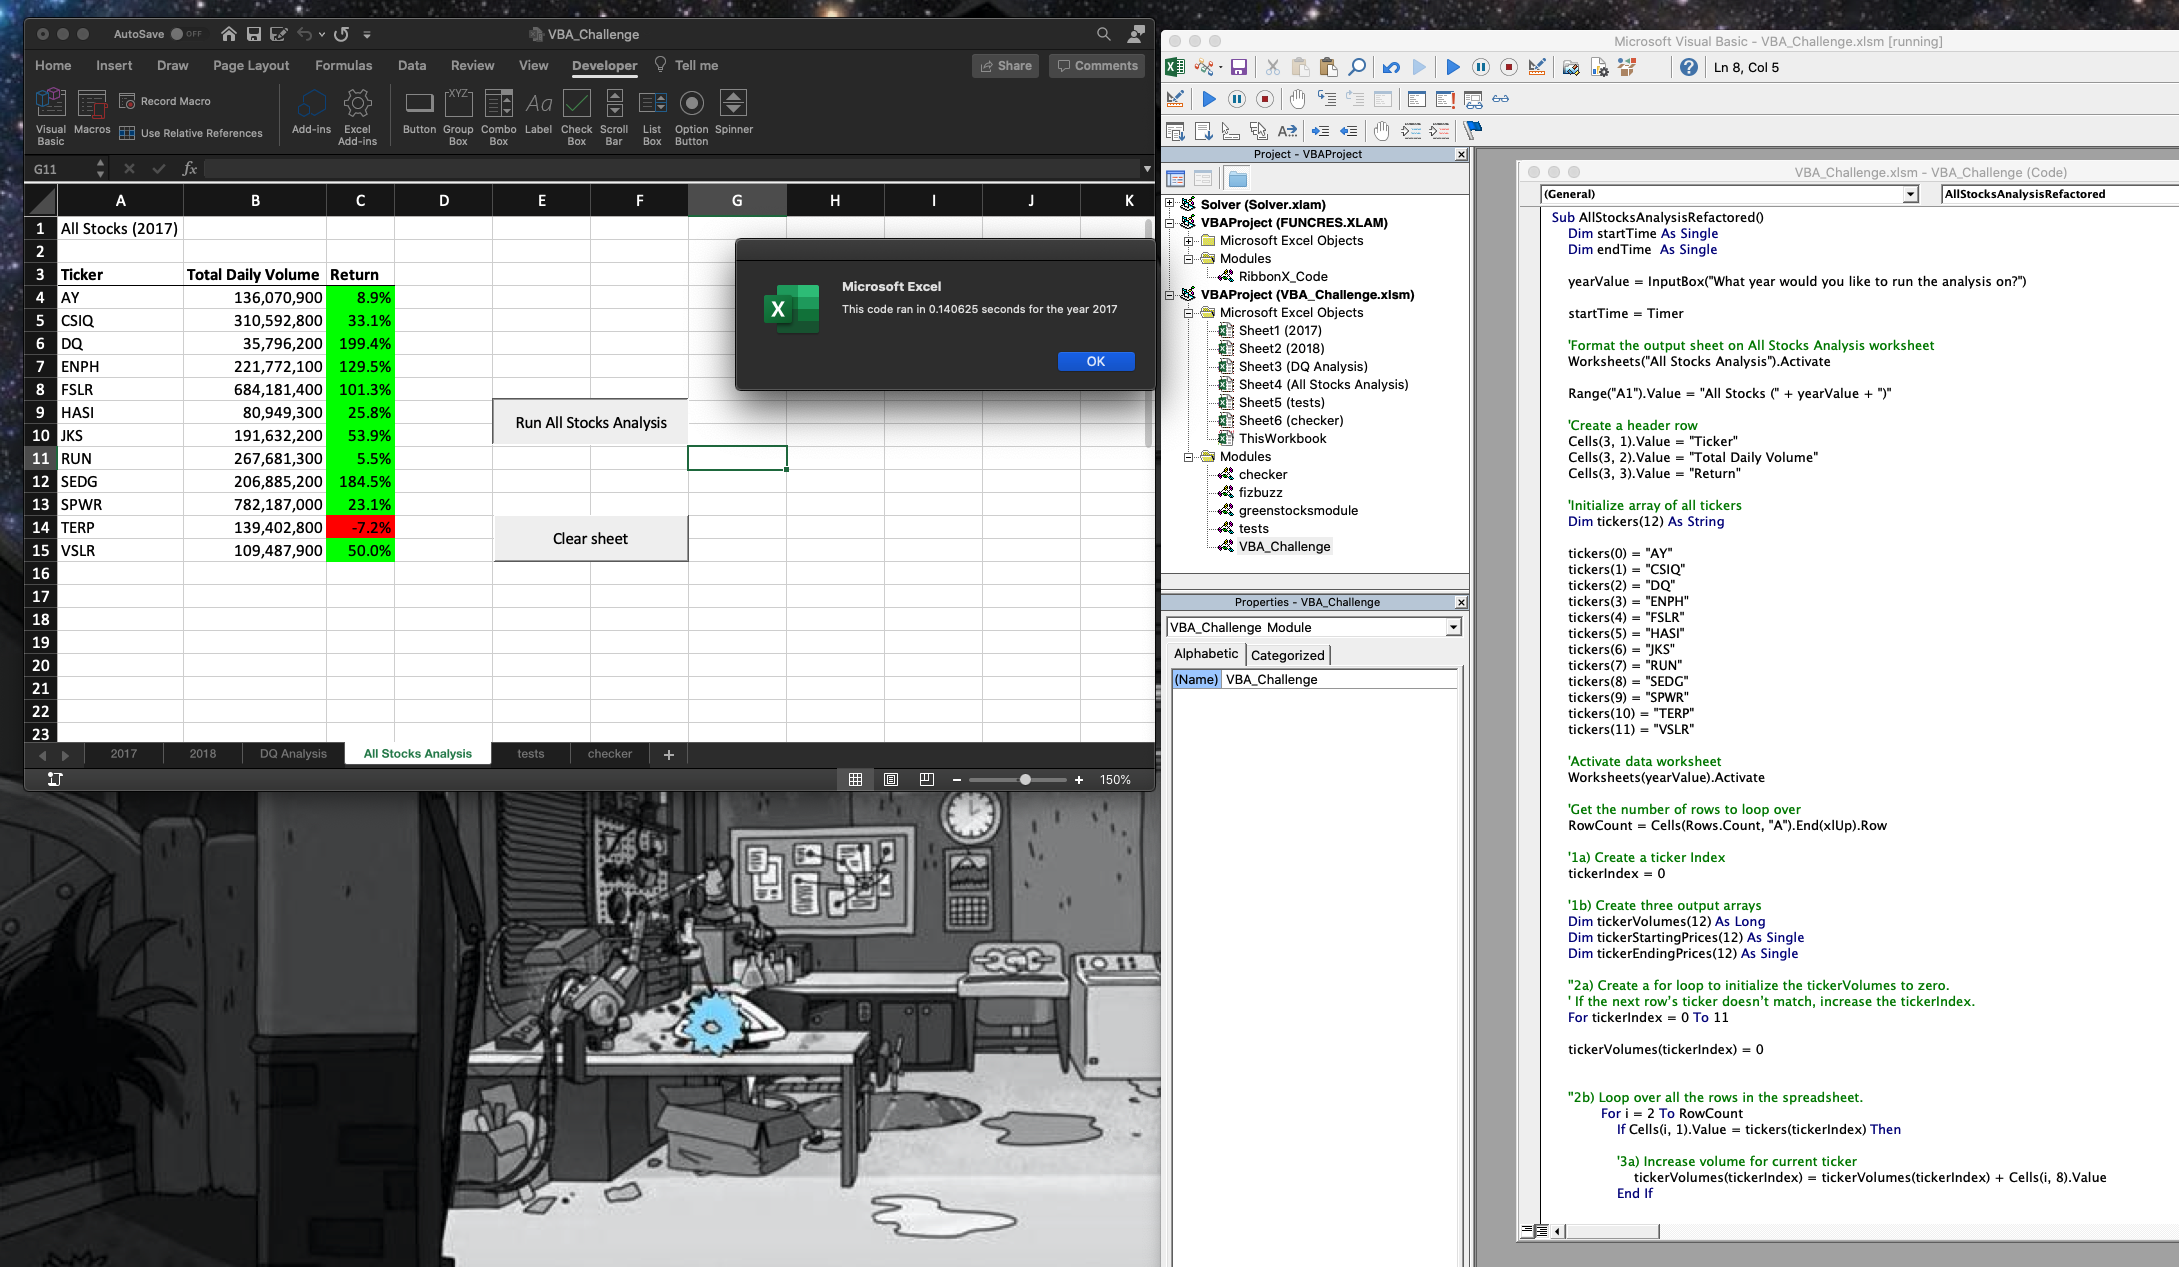 AutoSave OFF
VBA_Challenge
Home Insert Draw Page Layout Formulas Data Review View Developer Tell me Share Comments
Visual Basic
Macros
Record Macro
Use Relative References
Add-ins
Excel Add-ins
Button
Group Box
Combo Box
Label
Check Box
Scroll Bar
List Box
Option Button
Spinner
G11 fx
A B C D E F G H I J K
1 All Stocks (2017)
2
3 Ticker Total Daily Volume Return
4 AY 136,070,900 8.9%
5 CSIQ 310,592,800 33.1%
6 DQ 35,796,200 199.4%
7 ENPH 221,772,100 129.5%
8 FSLR 684,181,400 101.3%
9 HASI 80,949,300 25.8%
10 JKS 191,632,200 53.9%
11 RUN 267,681,300 5.5%
12 SEDG 206,885,200 184.5%
13 SPWR 782,187,000 23.1%
14 TERP 139,402,800 -7.2%
15 VSLR 109,487,900 50.0%
16
17
18
19
20
21
22
23
Run All Stocks Analysis
Clear sheet
Microsoft Excel
This code ran in 0.140625 seconds for the year 2017
OK
2017 2018 DQ Analysis All Stocks Analysis tests checker +
150%
Microsoft Visual Basic - VBA_Challenge.xlsm [running]
Ln 8, Col 5
Project - VBAProject
Solver (Solver.xlam)
VBAProject (FUNCRES.XLAM)
Microsoft Excel Objects
Modules
RibbonX_Code
VBAProject (VBA_Challenge.xlsm)
Microsoft Excel Objects
Sheet1 (2017)
Sheet2 (2018)
Sheet3 (DQ Analysis)
Sheet4 (All Stocks Analysis)
Sheet5 (tests)
Sheet6 (checker)
ThisWorkbook
Modules
checker
fizbuzz
greenstocksmodule
tests
VBA_Challenge
Properties - VBA_Challenge
VBA_Challenge Module
Alphabetic Categorized
(Name) VBA_Challenge
VBA_Challenge.xlsm - VBA_Challenge (Code)
(General) AllStocksAnalysisRefactored
Sub AllStocksAnalysisRefactored()
Dim startTime As Single
Dim endTime  As Single
yearValue = InputBox("What year would you like to run the analysis on?")
startTime = Timer
'Format the output sheet on All Stocks Analysis worksheet
Worksheets("All Stocks Analysis").Activate
Range("A1").Value = "All Stocks (" + yearValue + ")"
'Create a header row
Cells(3, 1).Value = "Ticker"
Cells(3, 2).Value = "Total Daily Volume"
Cells(3, 3).Value = "Return"
'Initialize array of all tickers
Dim tickers(12) As String
tickers(0) = "AY"
tickers(1) = "CSIQ"
tickers(2) = "DQ"
tickers(3) = "ENPH"
tickers(4) = "FSLR"
tickers(5) = "HASI"
tickers(6) = "JKS"
tickers(7) = "RUN"
tickers(8) = "SEDG"
tickers(9) = "SPWR"
tickers(10) = "TERP"
tickers(11) = "VSLR"
'Activate data worksheet
Worksheets(yearValue).Activate
'Get the number of rows to loop over
RowCount = Cells(Rows.Count, "A").End(xlUp).Row
'1a) Create a ticker Index
tickerIndex = 0
'1b) Create three output arrays
Dim tickerVolumes(12) As Long
Dim tickerStartingPrices(12) As Single
Dim tickerEndingPrices(12) As Single
''2a) Create a for loop to initialize the tickerVolumes to zero.
' If the next row's ticker doesn't match, increase the tickerIndex.
For tickerIndex = 0 To 11
tickerVolumes(tickerIndex) = 0
''2b) Loop over all the rows in the spreadsheet.
For i = 2 To RowCount
If Cells(i, 1).Value = tickers(tickerIndex) Then
'3a) Increase volume for current ticker
tickerVolumes(tickerIndex) = tickerVolumes(tickerIndex) + Cells(i, 8).Value
End If